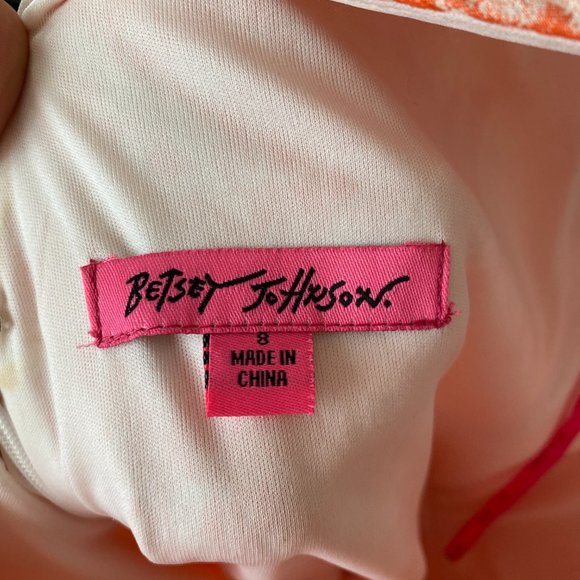 BETSEY JOHNSON.
8
MADE IN
CHINA